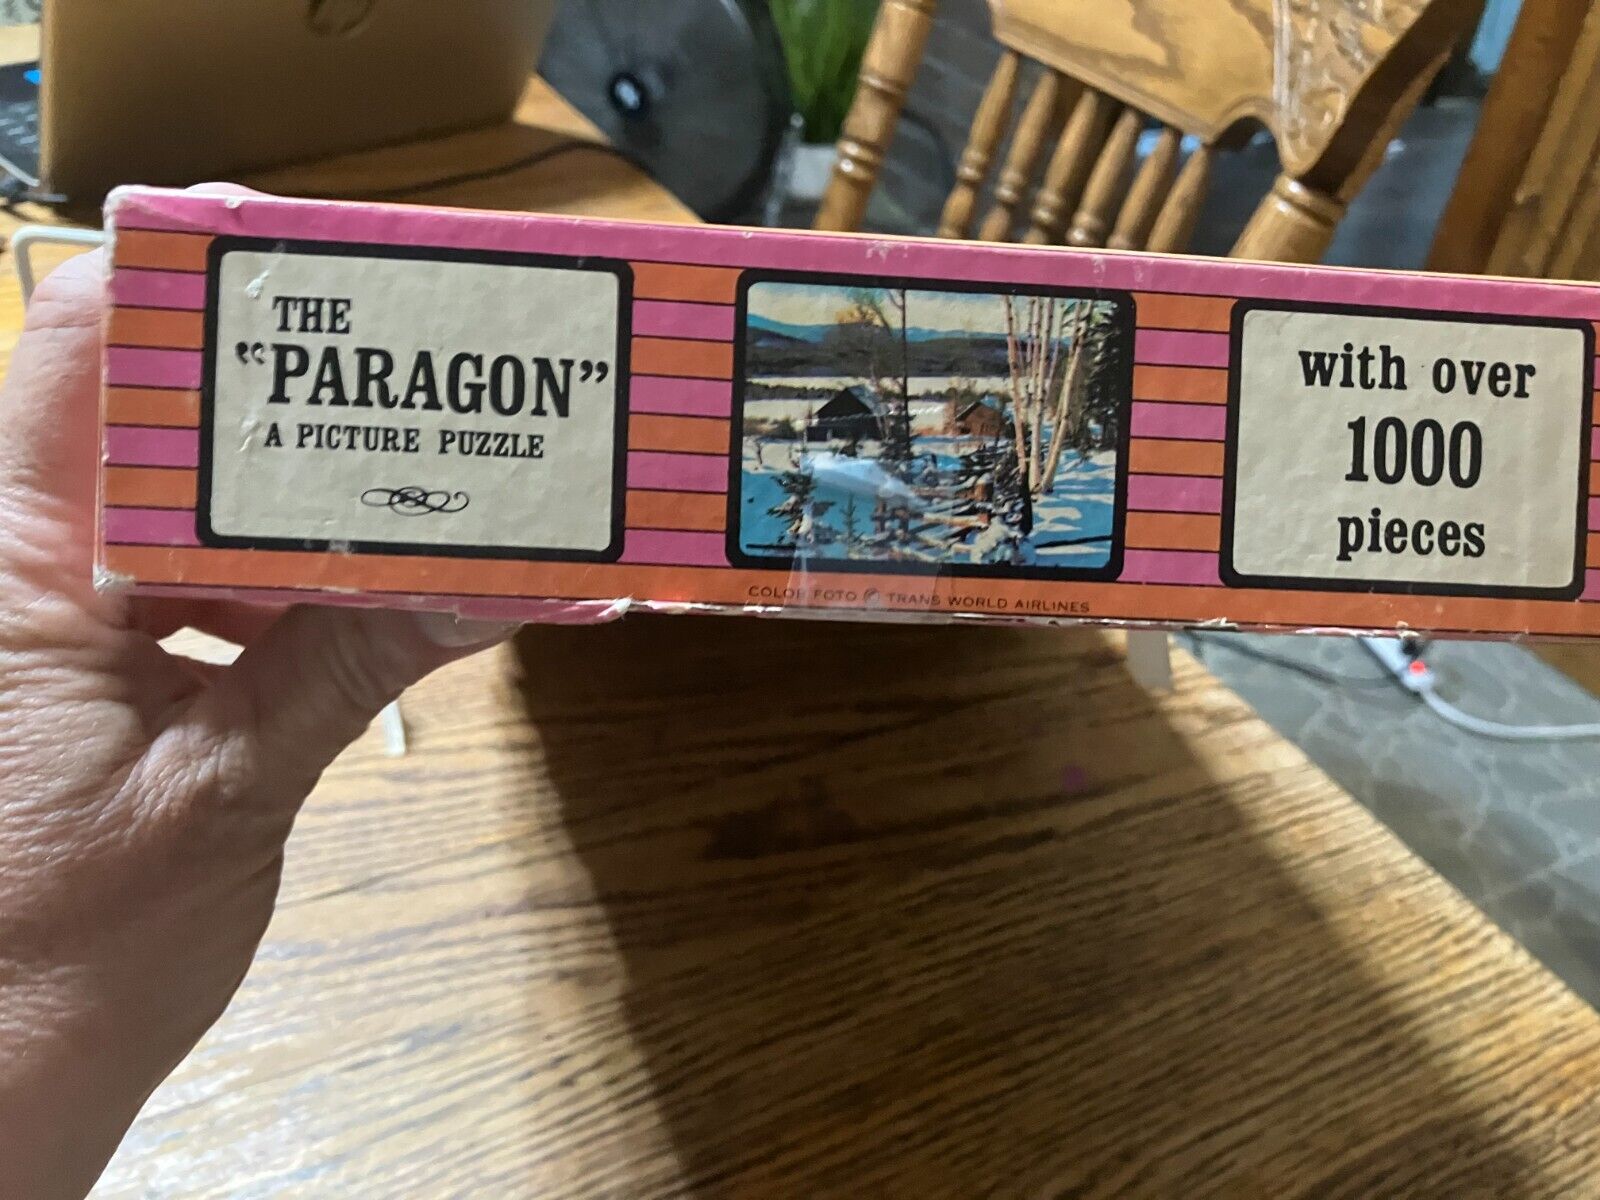 THE
"PARAGON"
A PICTURE PUZZLE
with over
1000
pieces
COLOR FOTO © TRANS WORLD AIRLINES